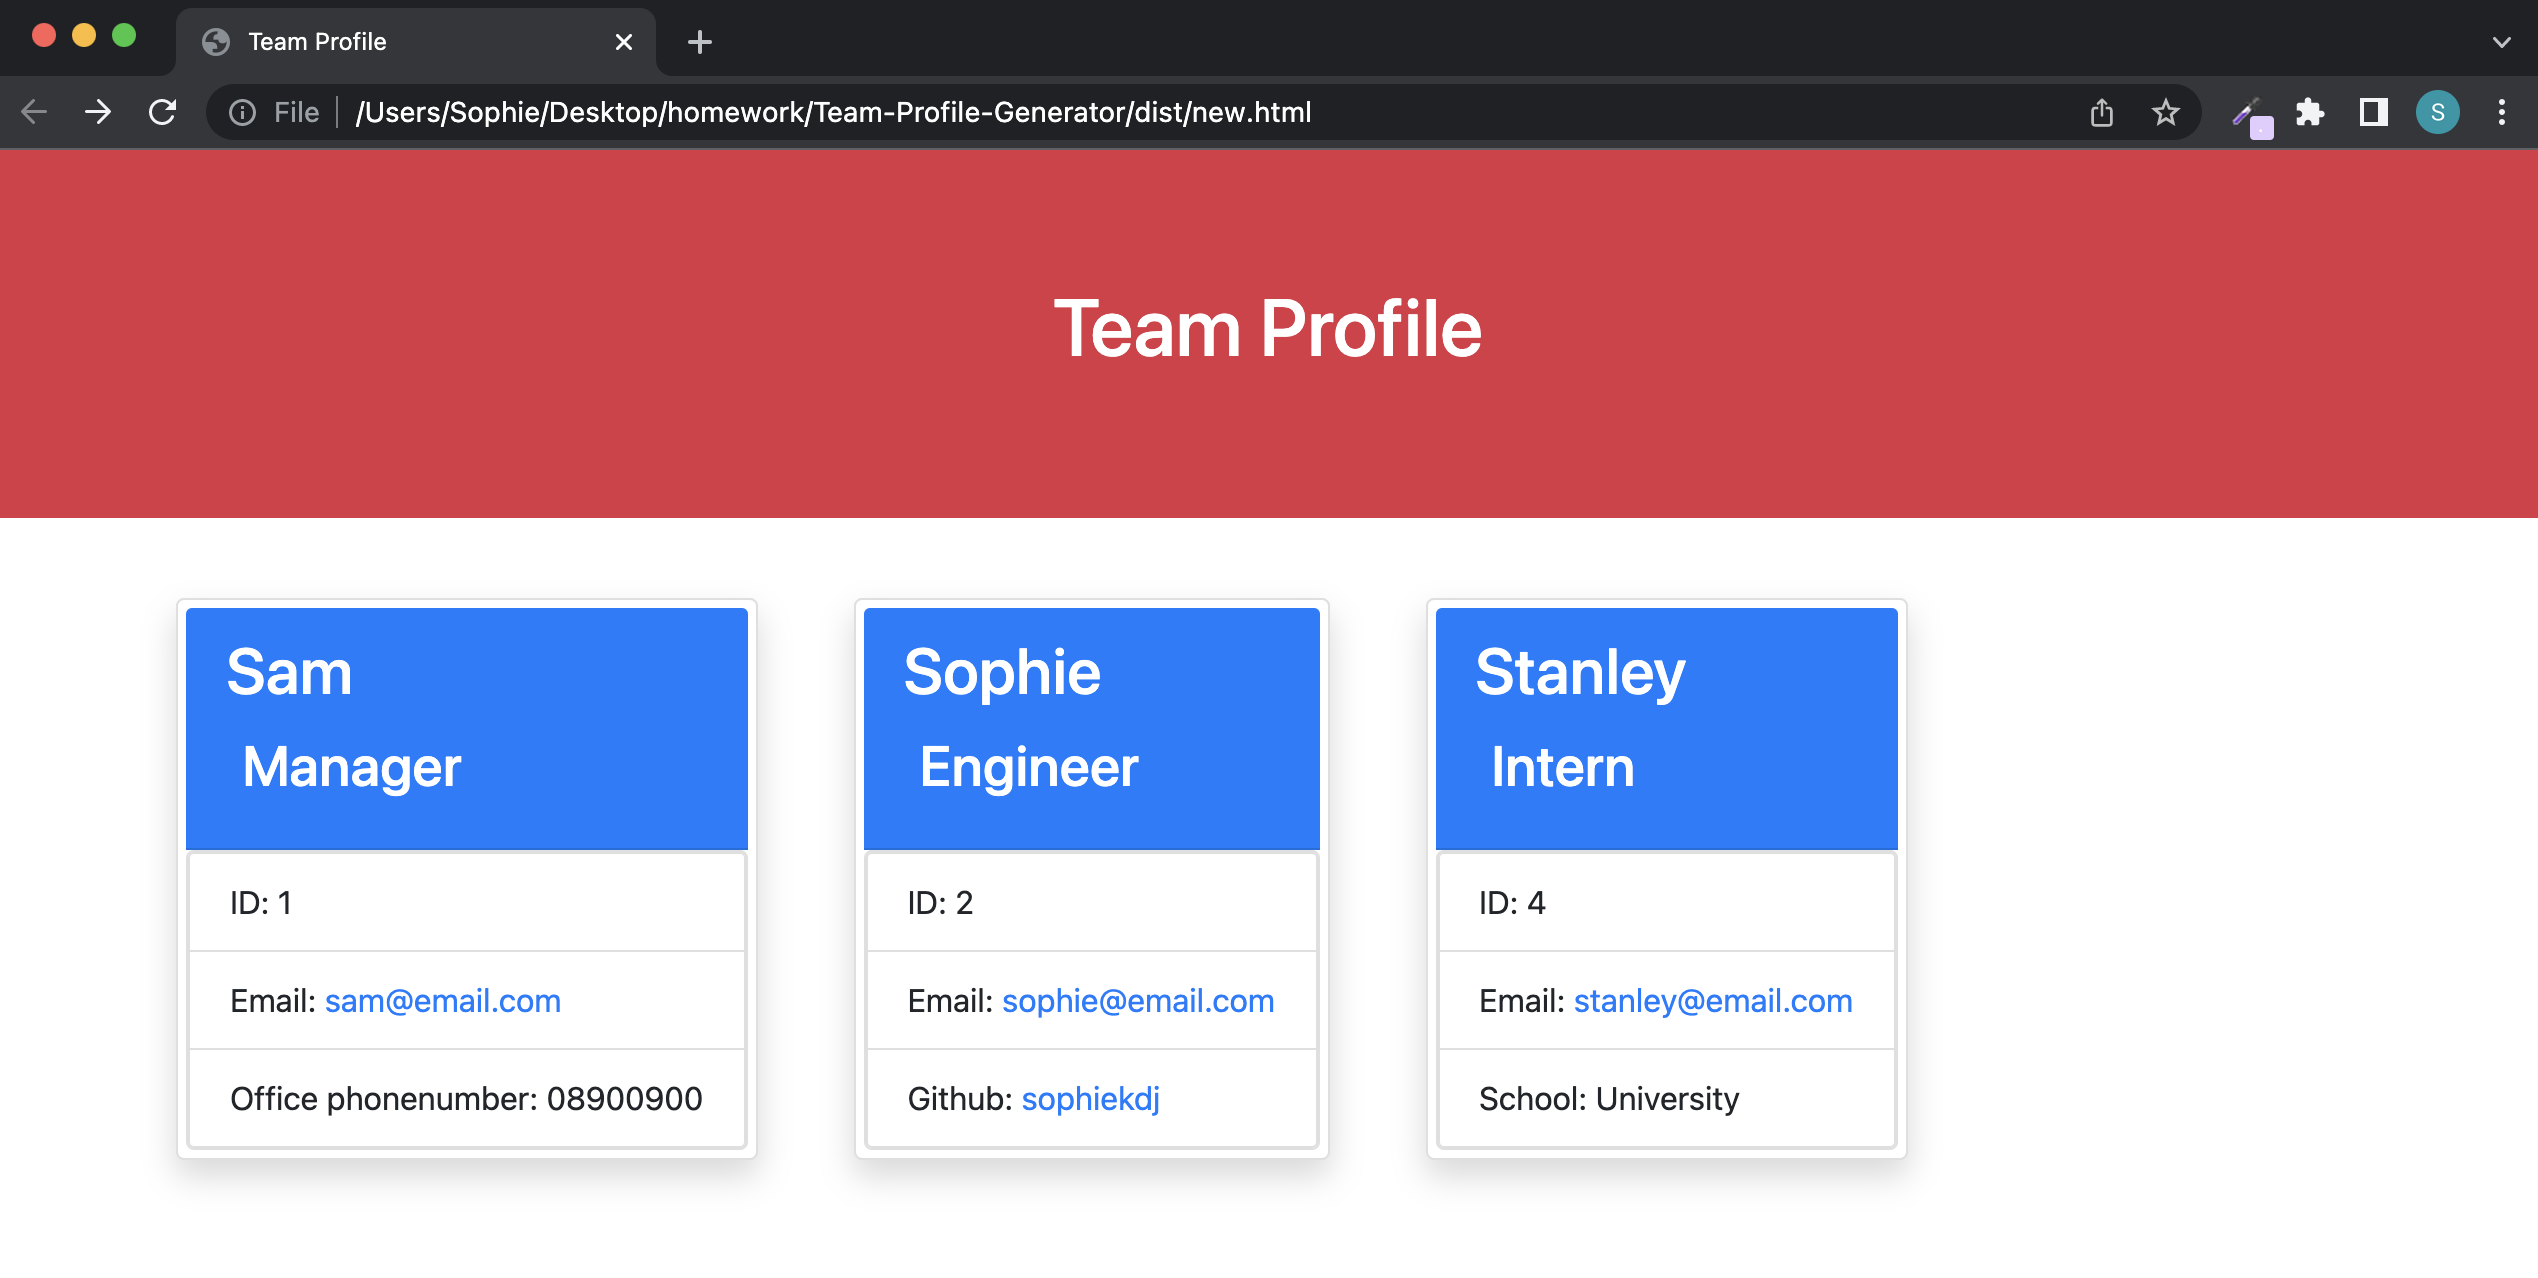 Team Profile
File /Users/Sophie/Desktop/homework/Team-Profile-Generator/dist/new.html
S
Team Profile
Sam
Manager
ID: 1
Email: sam@email.com
Office phonenumber: 08900900
Sophie
Engineer
ID: 2
Email: sophie@email.com
Github: sophiekdj
Stanley
Intern
ID: 4
Email: stanley@email.com
School: University